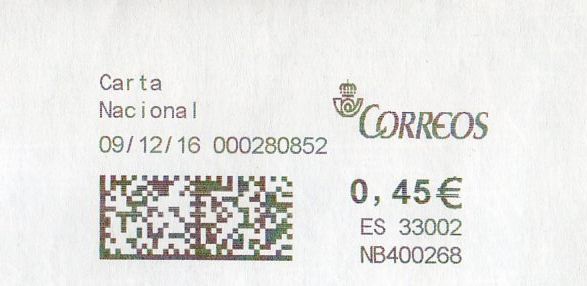 Carta
Nacional
09/12/16 000280852
CORREOS
0,45€
ES 33002
NB400268